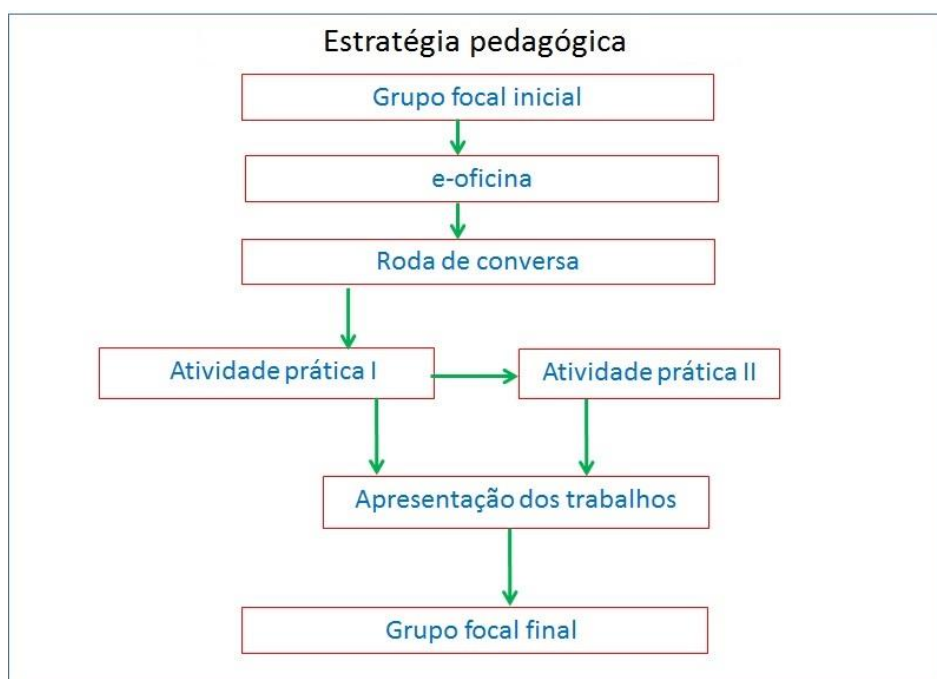 Estratégia pedagógica
Grupo focal inicial
e-oficina
Roda de conversa
Atividade prática I
Atividade prática II
Apresentação dos trabalhos
Grupo focal final